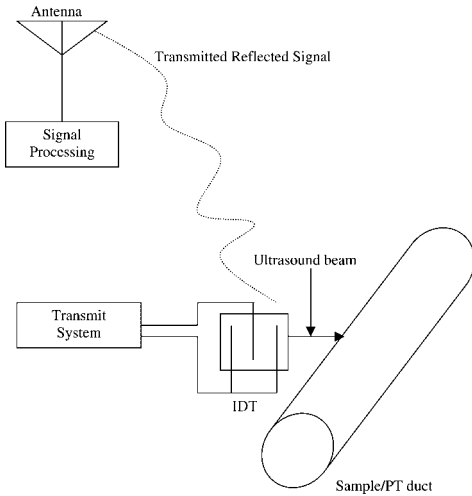 Antenna
Transmitted Reflected Signal
Signal
Processing
Ultrasound beam
Transmit
System
IDT
Sample/PT duct